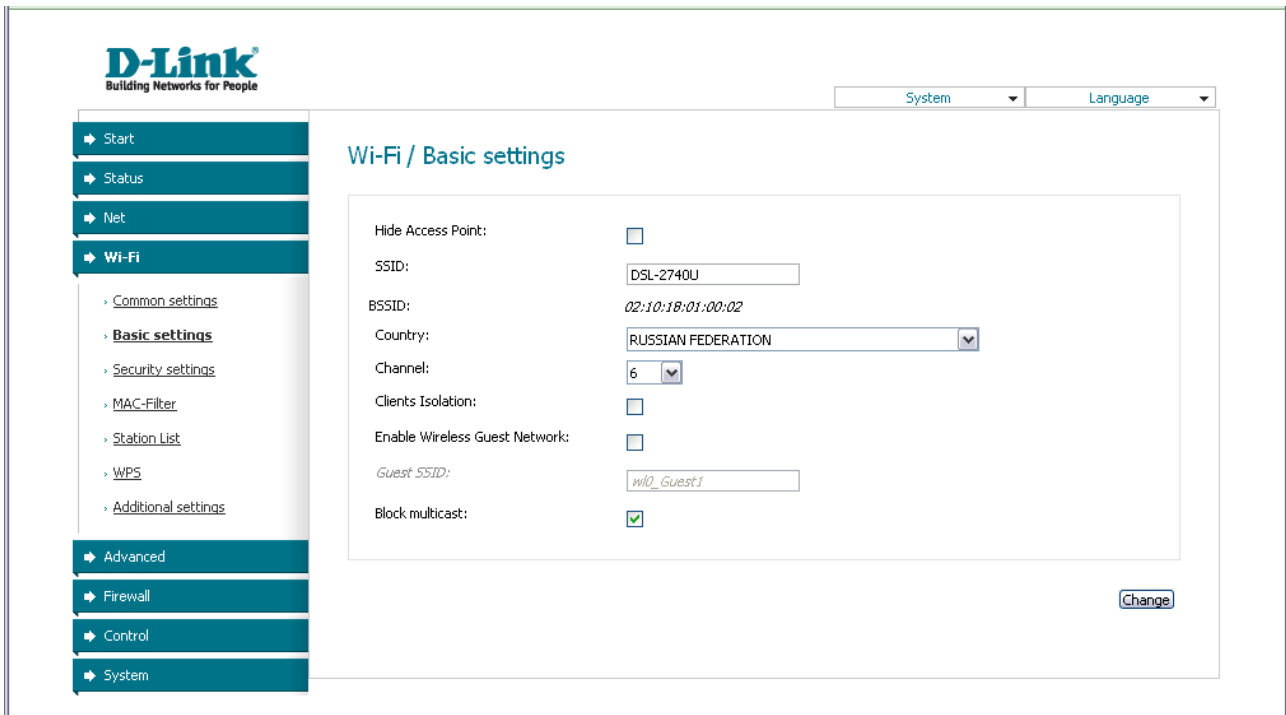 D-Link
Building Networks for People
System Language
Start
Status
Net
Wi-Fi
Common settings
Basic settings
Security settings
MAC-Filter
Station List
WPS
Additional settings
Advanced
Firewall
Control
System
Wi-Fi / Basic settings
Hide Access Point:
SSID: DSL-2740U
BSSID: 02:10:18:01:00:02
Country: RUSSIAN FEDERATION
Channel: 6
Clients Isolation:
Enable Wireless Guest Network:
Guest SSID: wl0_Guest1
Block multicast:
Change